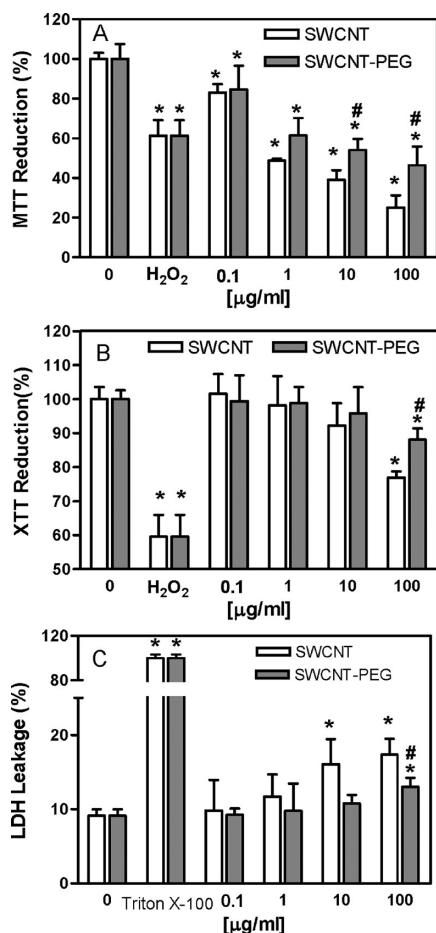 A
SWCNT
SWCNT-PEG
MTT Reduction (%)
120
100
80
60
40
20
0
* * * * * * # * # *
* *
0 H₂O₂ 0.1 1 10 100
[µg/ml]
B
SWCNT SWCNT-PEG
XTT Reduction(%)
120
110
100
90
80
70
60
50
* * * # *
0 H₂O₂ 0.1 1 10 100
[µg/ml]
C
SWCNT
SWCNT-PEG
LDH Leakage (%)
120
80
20
10
0
* * * * # *
0 Triton X-100 0.1 1 10 100
[µg/ml]